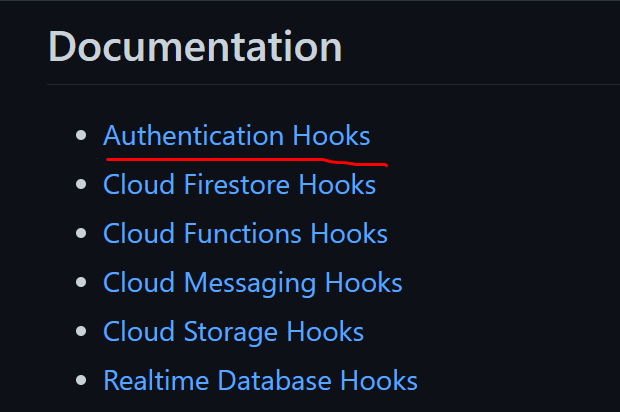 Documentation
Authentication Hooks
Cloud Firestore Hooks
Cloud Functions Hooks
Cloud Messaging Hooks
Cloud Storage Hooks
Realtime Database Hooks